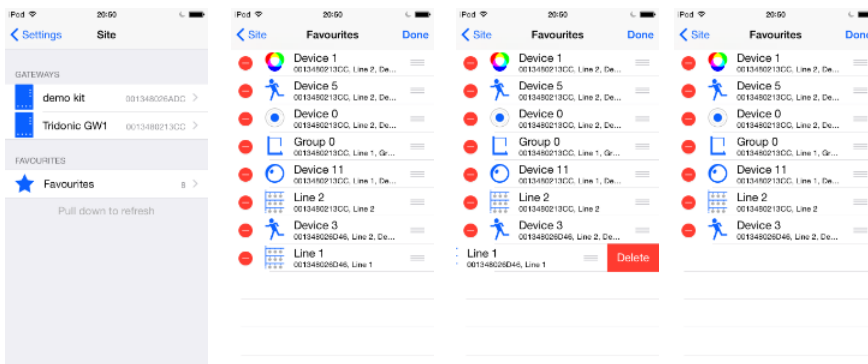 iPod 20:50
Settings Site
GATEWAYS
demo kit 001348026ADC
Tridonic GW1 0013480213CC
FAVOURITES
Favourites 8
Pull down to refresh
iPod 20:50
Site Favourites Done
Device 1
0013480213CC, Line 2, De...
Device 5
0013480213CC, Line 2, De...
Device 0
0013480213CC, Line 2, De...
Group 0
0013480213CC, Line 1, Gr...
Device 11
0013480213CC, Line 1, De...
Line 2
0013480213CC, Line 2
Device 3
001348026D46, Line 2, De...
Line 1
001348026D46, Line 1
iPod 20:50
Site Favourites Done
Device 1
0013480213CC, Line 2, De...
Device 5
0013480213CC, Line 2, De...
Device 0
0013480213CC, Line 2, De...
Group 0
0013480213CC, Line 1, Gr...
Device 11
0013480213CC, Line 1, De...
Line 2
0013480213CC, Line 2
Device 3
001348026D46, Line 2, De...
Line 1
001348026D46, Line 1
Delete
iPod 20:50
Site Favourites Done
Device 1
0013480213CC, Line 2, De...
Device 5
0013480213CC, Line 2, De...
Device 0
0013480213CC, Line 2, De...
Group 0
0013480213CC, Line 1, Gr...
Device 11
0013480213CC, Line 1, De...
Line 2
0013480213CC, Line 2
Device 3
001348026D46, Line 2, De...